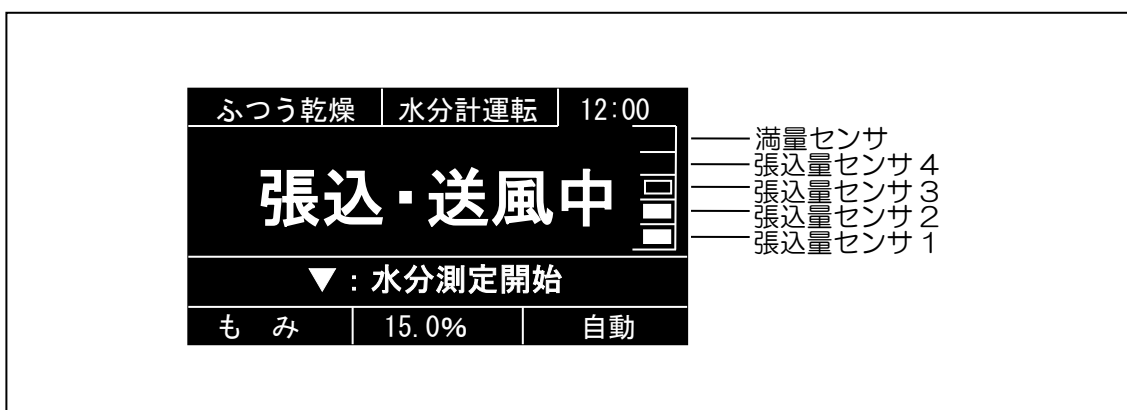 ふつう乾燥 水分計運転 12:00
張込・送風中
▼:水分測定開始
も み 15.0% 自動
満量センサ
張込量センサ4
張込量センサ3
張込量センサ2
張込量センサ1